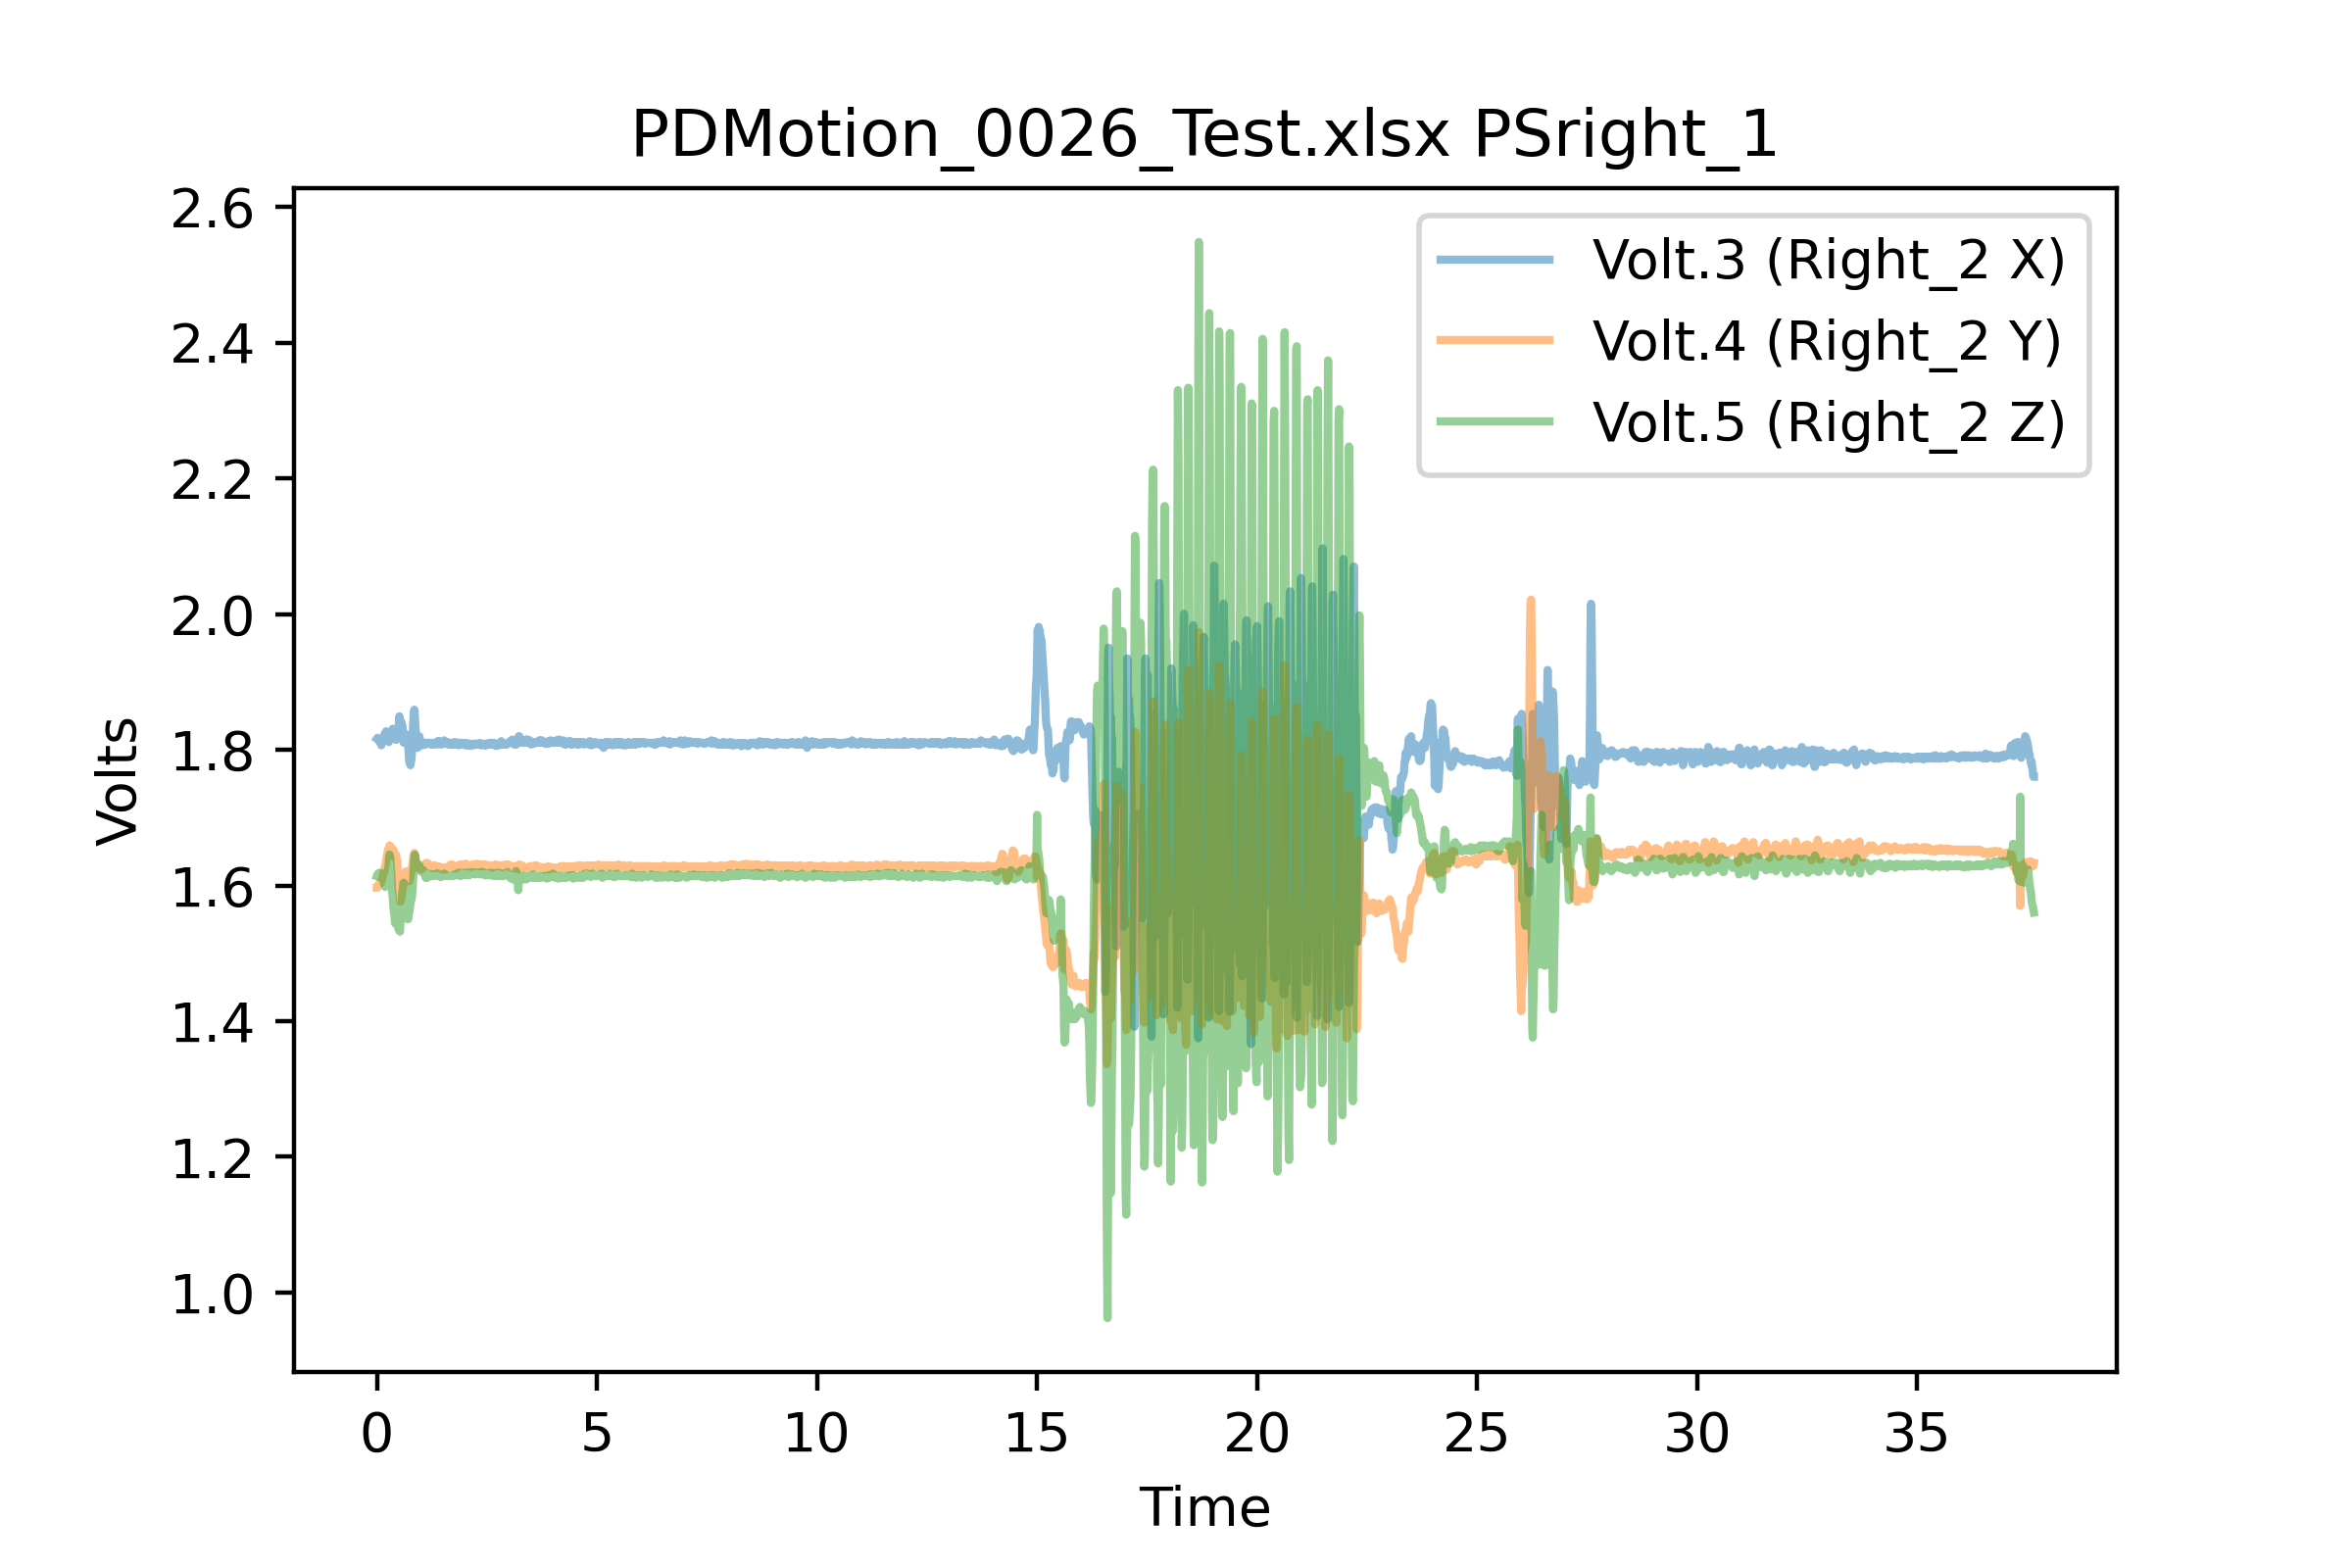 PDMotion_0026_Test.xlsx PSright_1
2.6
2.4
2.2
2.0
1.8
1.6
1.4
1.2
1.0
Volts
Volt.3 (Right_2 X)
Volt.4 (Right_2 Y)
Volt.5 (Right_2 Z)
0 5 10 15 20 25 30 35
Time